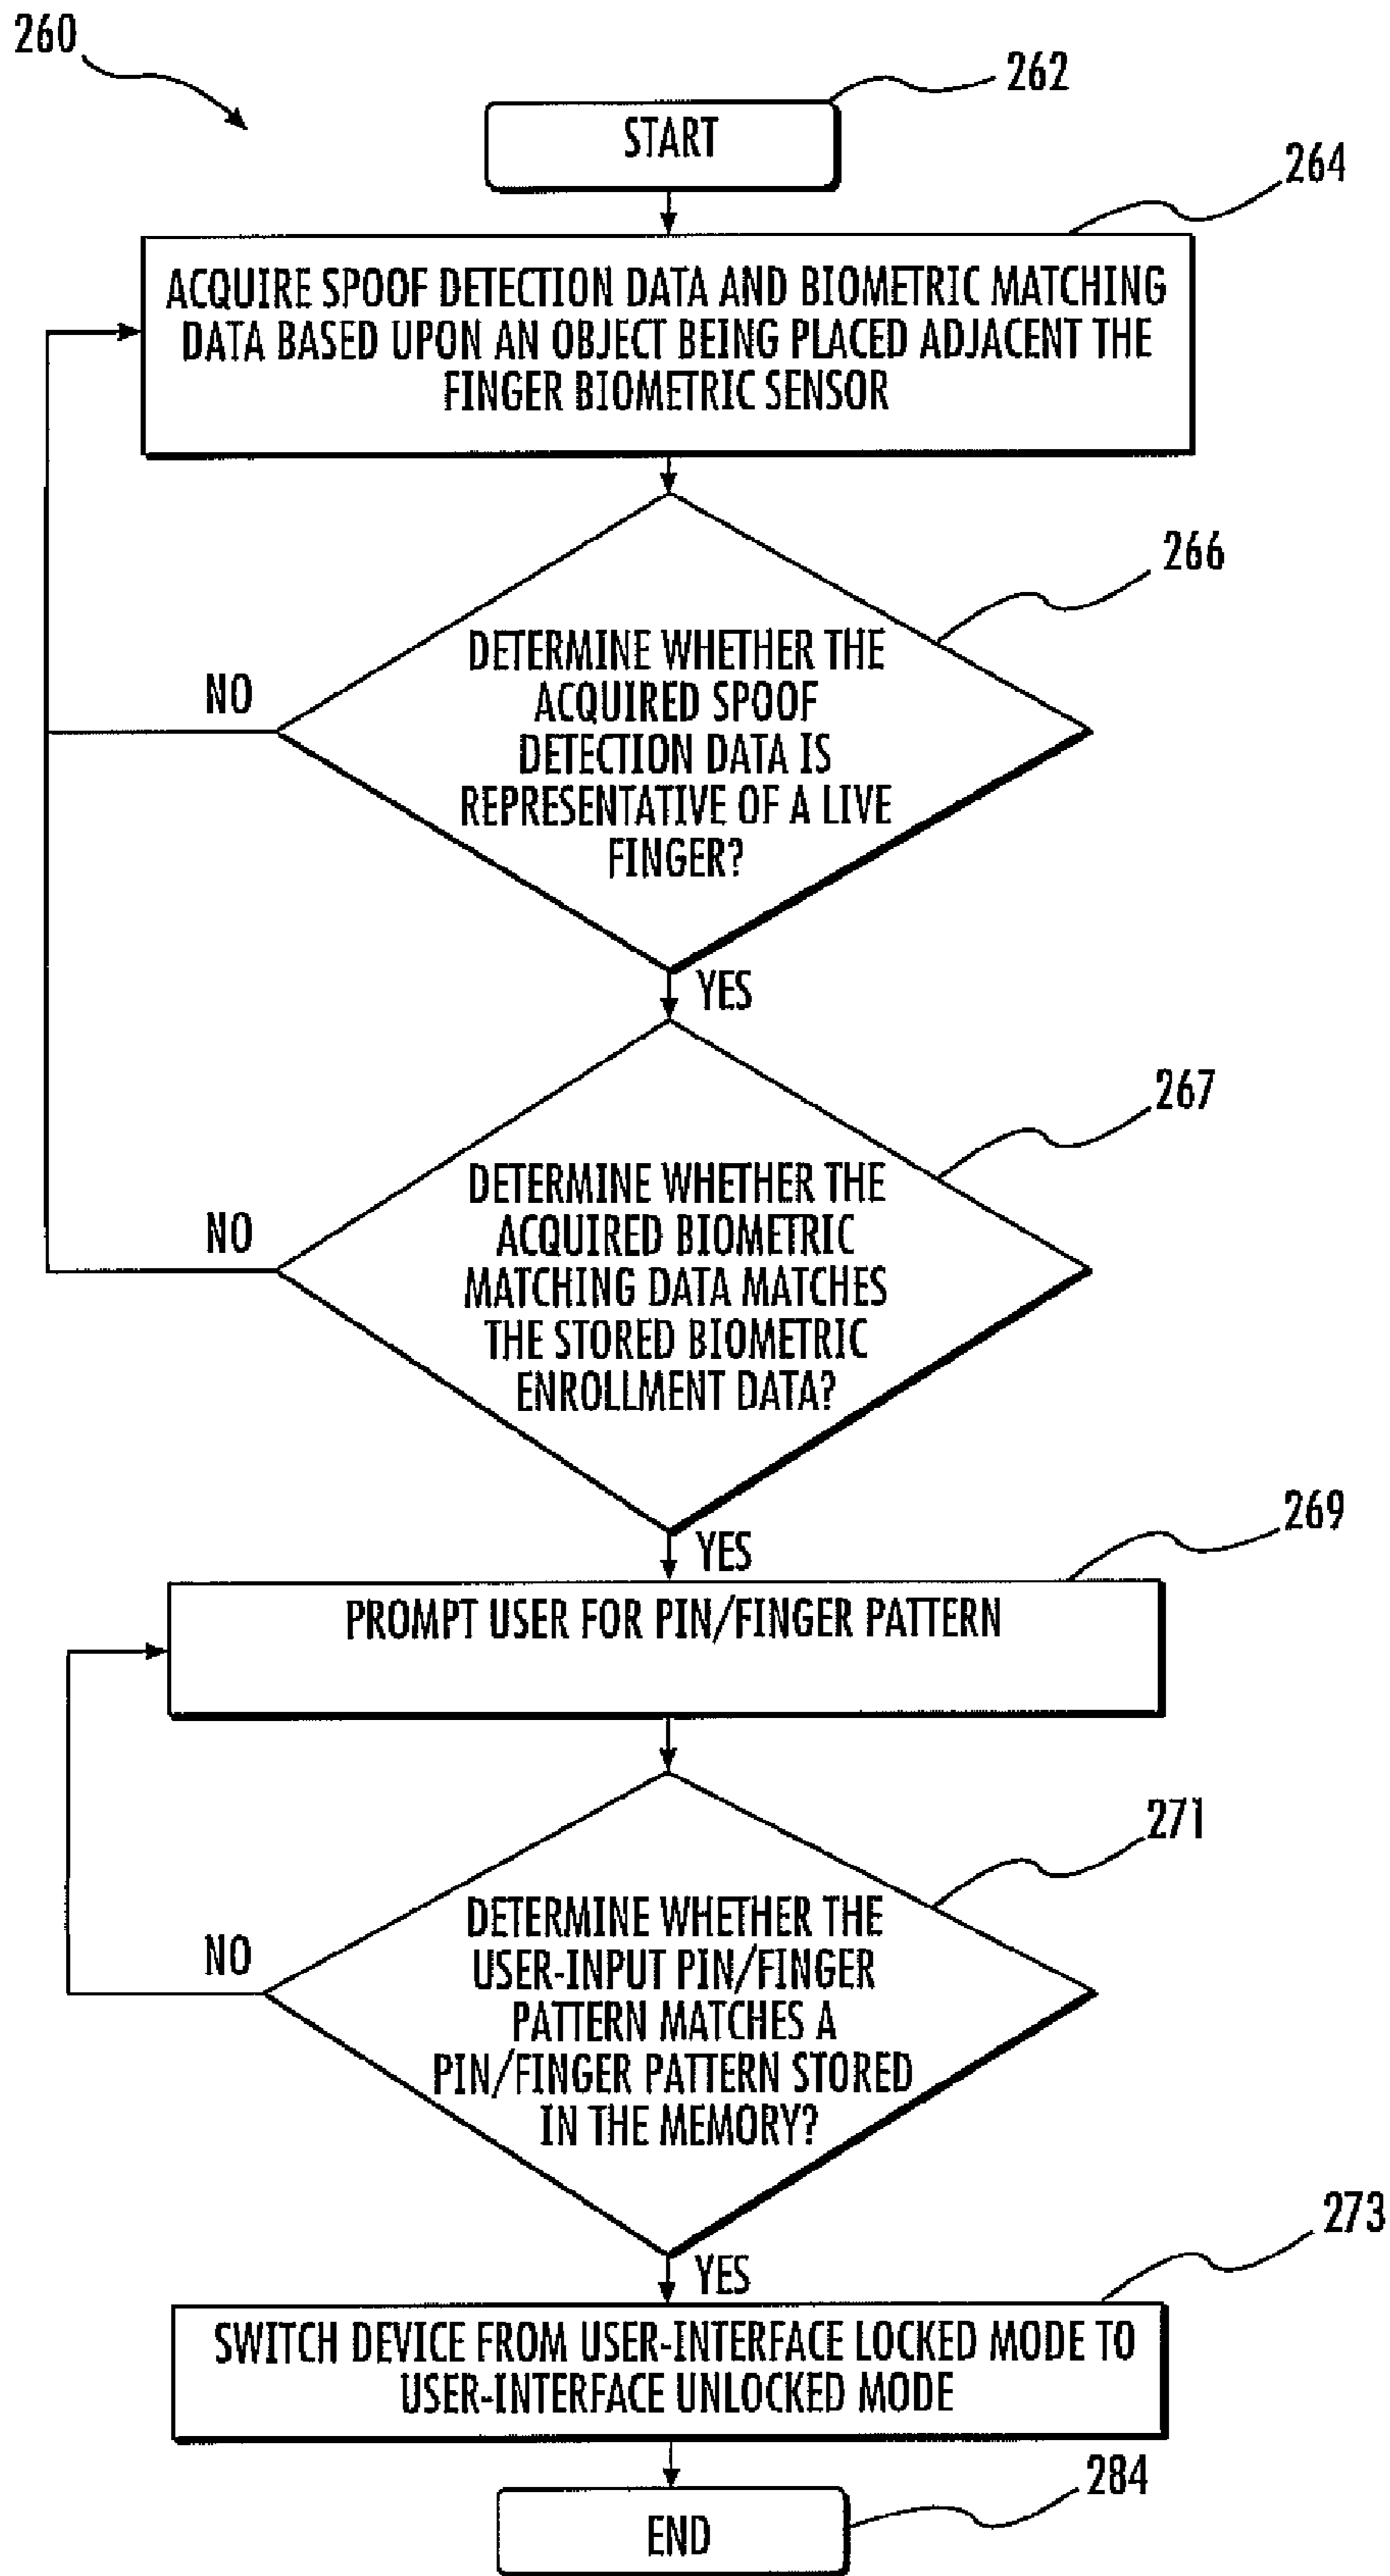 260
262
START
264
ACQUIRE SPOOF DETECTION DATA AND BIOMETRIC MATCHING
DATA BASED UPON AN OBJECT BEING PLACED ADJACENT THE
FINGER BIOMETRIC SENSOR
266
DETERMINE WHETHER THE
ACQUIRED SPOOF
DETECTION DATA IS
REPRESENTATIVE OF A LIVE
FINGER?
NO
YES
267
DETERMINE WHETHER THE
ACQUIRED BIOMETRIC
MATCHING DATA MATCHES
THE STORED BIOMETRIC
ENROLLMENT DATA?
NO
YES
269
PROMPT USER FOR PIN/FINGER PATTERN
271
DETERMINE WHETHER THE
USER-INPUT PIN/FINGER
PATTERN MATCHES A
PIN/FINGER PATTERN STORED
IN THE MEMORY?
NO
YES
273
SWITCH DEVICE FROM USER-INTERFACE LOCKED MODE TO
USER-INTERFACE UNLOCKED MODE
284
END